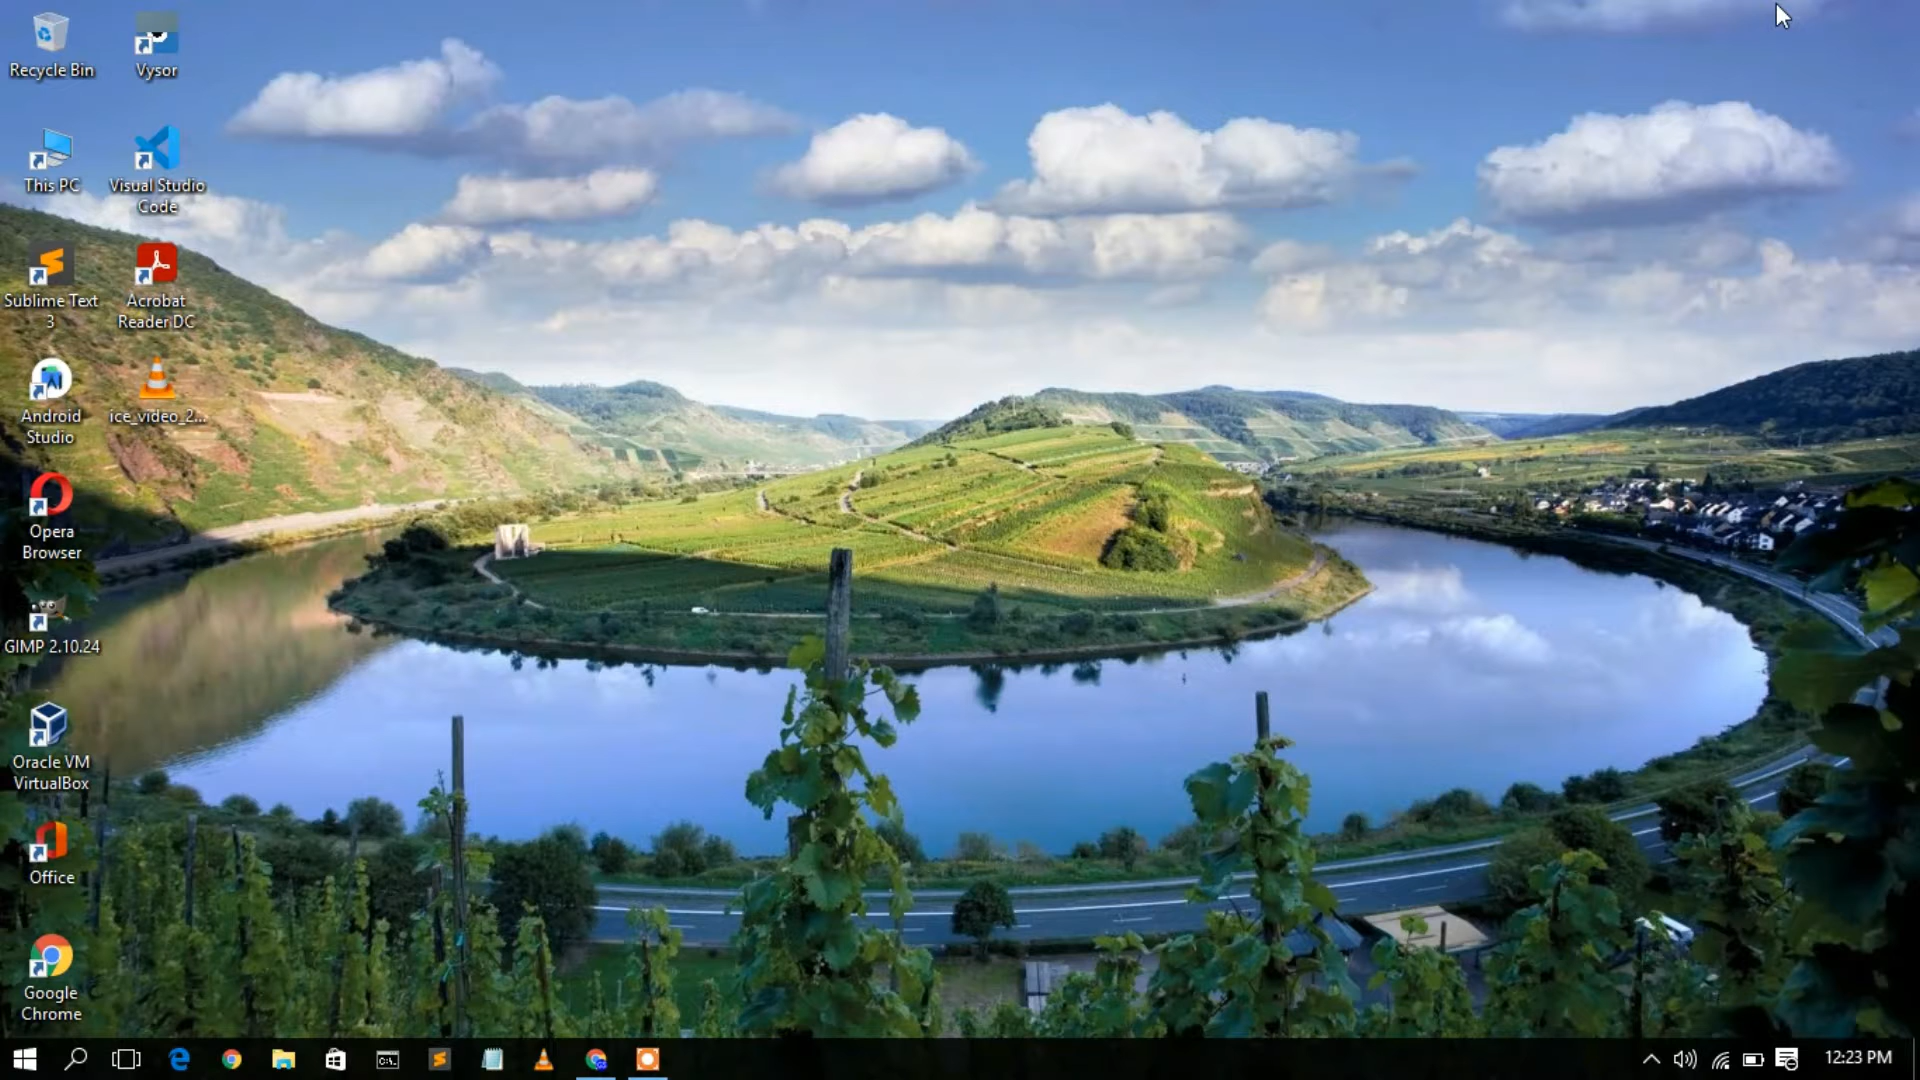 Recycle Bin
Vysor
This PC
Visual Studio
Code
Sublime Text
3
Acrobat
Reader DC
Android
Studio
ice_video_2...
Opera
Browser
GIMP 2.10.24
Oracle VM
VirtualBox
Office
Google
Chrome
12:23 PM